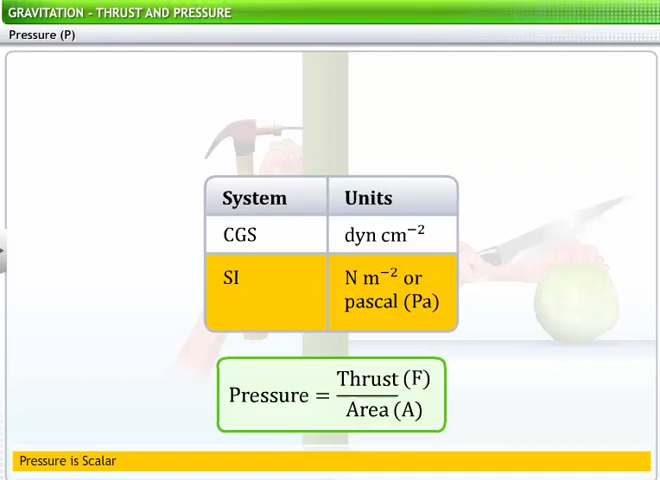 GRAVITATION - THRUST AND PRESSURE
Pressure (P)
System Units
CGS dyn cm⁻²
SI N m⁻² or
pascal (Pa)
Pressure = Thrust (F)
Area (A)
Pressure is Scalar